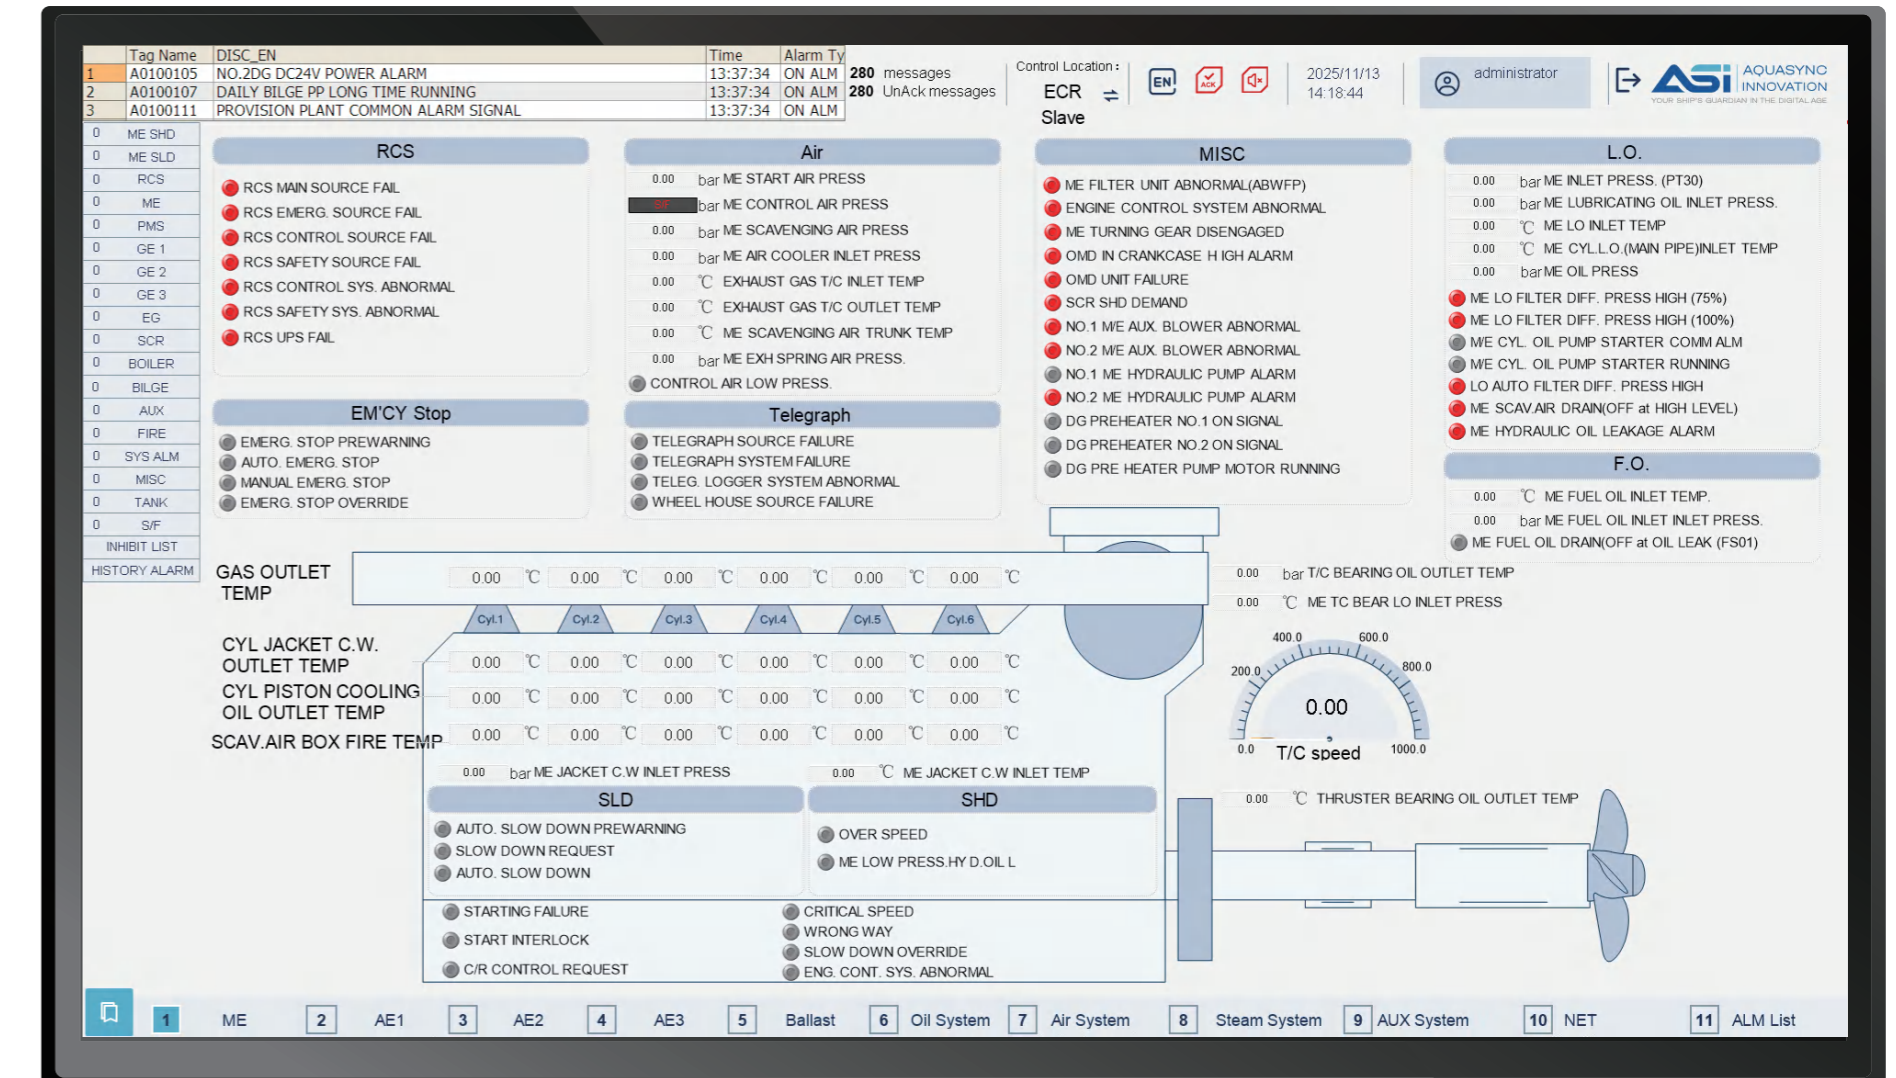 Tag Name DISC_EN Time Alarm Ty
1 A0100105 NO.2DG DC24V POWER ALARM 13:37:34 ON ALM
2 A0100107 DAILY BILGE PP LONG TIME RUNNING 13:37:34 ON ALM
3 A0100111 PROVISION PLANT COMMON ALARM SIGNAL 13:37:34 ON ALM
280 messages
280 UnAck messages
Control Location :
ECR
Slave
EN
ACK
2025/11/13
14:18:44
administrator
ASi AQUASYNC
INNOVATION
YOUR SHIP'S GUARDIAN IN THE DIGITAL AGE
0 ME SHD
0 ME SLD
0 RCS
0 ME
0 PMS
0 GE 1
0 GE 2
0 GE 3
0 EG
0 SCR
0 BOILER
0 BILGE
0 AUX
0 FIRE
0 SYS ALM
0 MISC
0 TANK
0 S/F
INHIBIT LIST
HISTORY ALARM
RCS
RCS MAIN SOURCE FAIL
RCS EMERG. SOURCE FAIL
RCS CONTROL SOURCE FAIL
RCS SAFETY SOURCE FAIL
RCS CONTROL SYS. ABNORMAL
RCS SAFETY SYS. ABNORMAL
RCS UPS FAIL
EM'CY Stop
EMERG. STOP PREWARNING
AUTO. EMERG. STOP
MANUAL EMERG. STOP
EMERG. STOP OVERRIDE
Air
0.00 bar ME START AIR PRESS
S/F bar ME CONTROL AIR PRESS
0.00 bar ME SCAVENGING AIR PRESS
0.00 bar ME AIR COOLER INLET PRESS
0.00 ℃ EXHAUST GAS T/C INLET TEMP
0.00 ℃ EXHAUST GAS T/C OUTLET TEMP
0.00 ℃ ME SCAVENGING AIR TRUNK TEMP
0.00 bar ME EXH SPRING AIR PRESS.
CONTROL AIR LOW PRESS.
Telegraph
TELEGRAPH SOURCE FAILURE
TELEGRAPH SYSTEM FAILURE
TELEG. LOGGER SYSTEM ABNORMAL
WHEEL HOUSE SOURCE FAILURE
MISC
ME FILTER UNIT ABNORMAL(ABWFP)
ENGINE CONTROL SYSTEM ABNORMAL
ME TURNING GEAR DISENGAGED
OMD IN CRANKCASE H IGH ALARM
OMD UNIT FAILURE
SCR SHD DEMAND
NO.1 M/E AUX. BLOWER ABNORMAL
NO.2 M/E AUX. BLOWER ABNORMAL
NO.1 ME HYDRAULIC PUMP ALARM
NO.2 ME HYDRAULIC PUMP ALARM
DG PREHEATER NO.1 ON SIGNAL
DG PREHEATER NO.2 ON SIGNAL
DG PRE HEATER PUMP MOTOR RUNNING
L.O.
0.00 bar ME INLET PRESS. (PT30)
0.00 bar ME LUBRICATING OIL INLET PRESS.
0.00 ℃ ME LO INLET TEMP
0.00 ℃ ME CYL.L.O.(MAIN PIPE)INLET TEMP
0.00 bar ME OIL PRESS
ME LO FILTER DIFF. PRESS HIGH (75%)
ME LO FILTER DIFF. PRESS HIGH (100%)
M/E CYL. OIL PUMP STARTER COMM ALM
M/E CYL. OIL PUMP STARTER RUNNING
LO AUTO FILTER DIFF. PRESS HIGH
ME SCAV.AIR DRAIN(OFF at HIGH LEVEL)
ME HYDRAULIC OIL LEAKAGE ALARM
F.O.
0.00 ℃ ME FUEL OIL INLET TEMP.
0.00 bar ME FUEL OIL INLET INLET PRESS.
ME FUEL OIL DRAIN(OFF at OIL LEAK (FS01)
GAS OUTLET
TEMP
0.00 ℃ 0.00 ℃ 0.00 ℃ 0.00 ℃ 0.00 ℃ 0.00 ℃
Cyl.1 Cyl.2 Cyl.3 Cyl.4 Cyl.5 Cyl.6
0.00 bar T/C BEARING OIL OUTLET TEMP
0.00 ℃ ME TC BEAR LO INLET PRESS
CYL JACKET C.W.
OUTLET TEMP
0.00 ℃ 0.00 ℃ 0.00 ℃ 0.00 ℃ 0.00 ℃ 0.00 ℃
CYL PISTON COOLING
OIL OUTLET TEMP
0.00 ℃ 0.00 ℃ 0.00 ℃ 0.00 ℃ 0.00 ℃ 0.00 ℃
SCAV.AIR BOX FIRE TEMP
0.00 ℃ 0.00 ℃ 0.00 ℃ 0.00 ℃ 0.00 ℃ 0.00 ℃
0.00 bar ME JACKET C.W INLET PRESS
0.00 ℃ ME JACKET C.W INLET TEMP
400.0 600.0
200.0 800.0
0.00
0.0 T/C speed 1000.0
0.00 ℃ THRUSTER BEARING OIL OUTLET TEMP
SLD
AUTO. SLOW DOWN PREWARNING
SLOW DOWN REQUEST
AUTO. SLOW DOWN
SHD
OVER SPEED
ME LOW PRESS.HY D.OIL L
STARTING FAILURE
START INTERLOCK
C/R CONTROL REQUEST
CRITICAL SPEED
WRONG WAY
SLOW DOWN OVERRIDE
ENG. CONT. SYS. ABNORMAL
1 ME 2 AE1 3 AE2 4 AE3 5 Ballast 6 Oil System 7 Air System 8 Steam System 9 AUX System 10 NET 11 ALM List